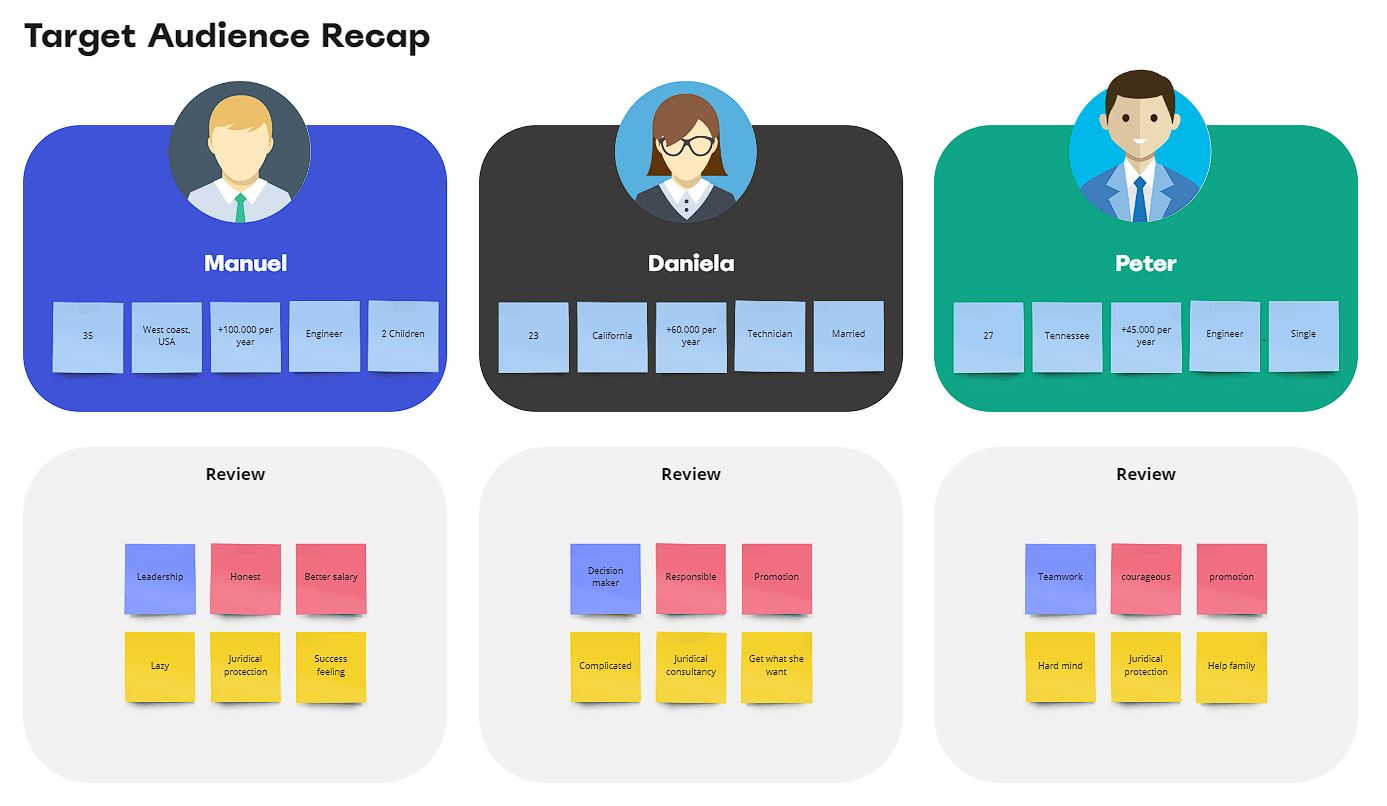 Target Audience Recap
Manuel
35
West coast,
USA
+100.000 per
year
Engineer
2 Children
Daniela
23
California
+60.000 per
year
Technician
Married
Peter
27
Tennessee
+45.000 per
year
Engineer
Single
Review
Leadership
Honest
Better salary
Lazy
Juridical
protection
Success
feeling
Review
Decision
maker
Responsible
Promotion
Complicated
Juridical
consultancy
Get what she
want
Review
Teamwork
courageous
promotion
Hard mind
Juridical
protection
Help family